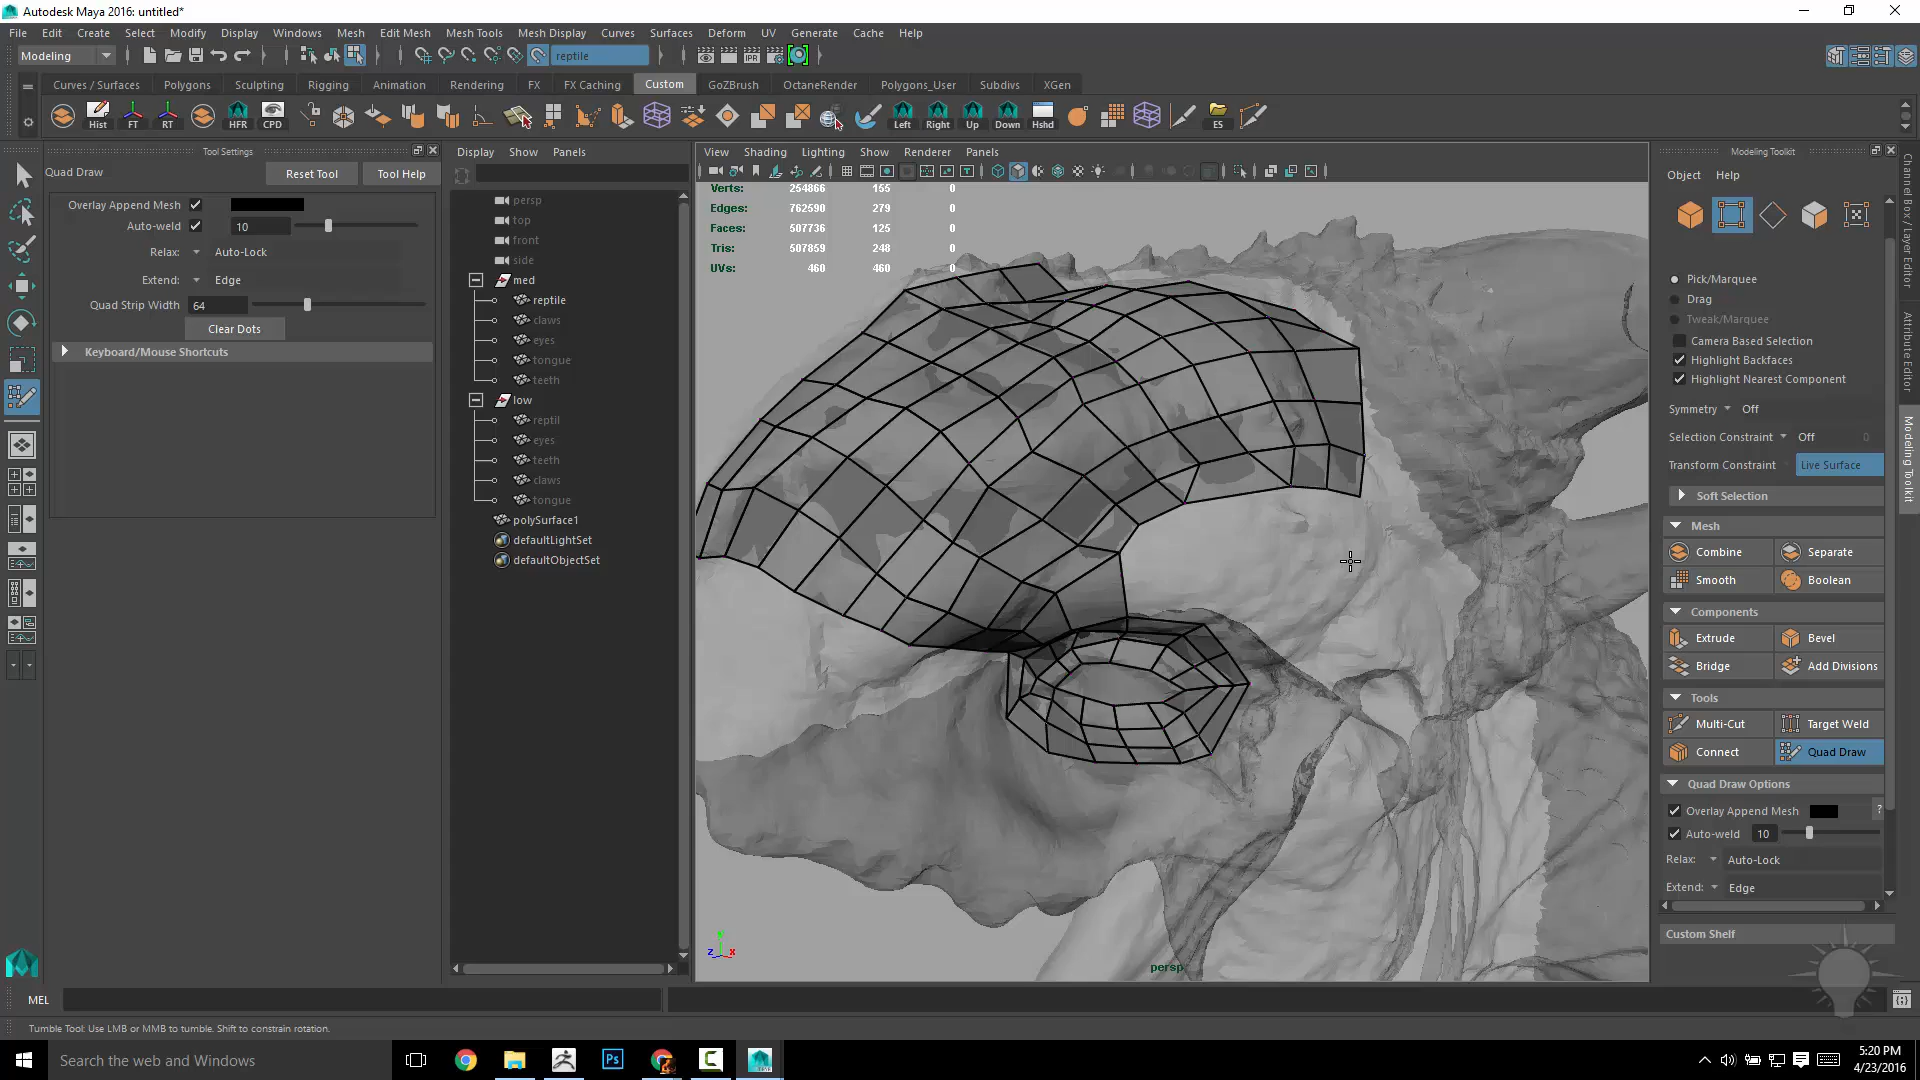 Autodesk Maya 2016: untitled*
File Edit Create Select Modify Display Windows Mesh Edit Mesh Mesh Tools Mesh Display Curves Surfaces Deform UV Generate Cache Help
Modeling reptile
Curves / Surfaces Polygons Sculpting Rigging Animation Rendering FX FX Caching Custom GoZBrush OctaneRender Polygons_User Subdivs XGen
Hist FT RT HFR CPD Left Right Up Down Hshd ES
Tool Settings
Quad Draw Reset Tool Tool Help
Overlay Append Mesh
Auto-weld 10
Relax: Auto-Lock
Extend: Edge
Quad Strip Width 64
Clear Dots
Keyboard/Mouse Shortcuts
Display Show Panels
persp
top
front
side
med
reptile
claws
eyes
tongue
teeth
low
reptil
eyes
teeth
claws
tongue
polySurface1
defaultLightSet
defaultObjectSet
View Shading Lighting Show Renderer Panels
Verts: 254866 155 0
Edges: 762590 279 0
Faces: 507736 125 0
Tris: 507859 248 0
UVs: 460 460 0
y
z x
persp
Modeling Toolkit
Object Help
Pick/Marquee
Drag
Tweak/Marquee
Camera Based Selection
Highlight Backfaces
Highlight Nearest Component
Symmetry Off
Selection Constraint Off 0
Transform Constraint Live Surface
Soft Selection
Mesh
Combine Separate
Smooth Boolean
Components
Extrude Bevel
Bridge Add Divisions
Tools
Multi-Cut Target Weld
Connect Quad Draw
Quad Draw Options
Overlay Append Mesh ?
Auto-weld 10
Relax: Auto-Lock
Extend: Edge
Custom Shelf
Channel Box / Layer Editor
Attribute Editor
Modeling Toolkit
MEL
Tumble Tool: Use LMB or MMB to tumble. Shift to constrain rotation.
Search the web and Windows
Ps
5:20 PM
4/23/2016